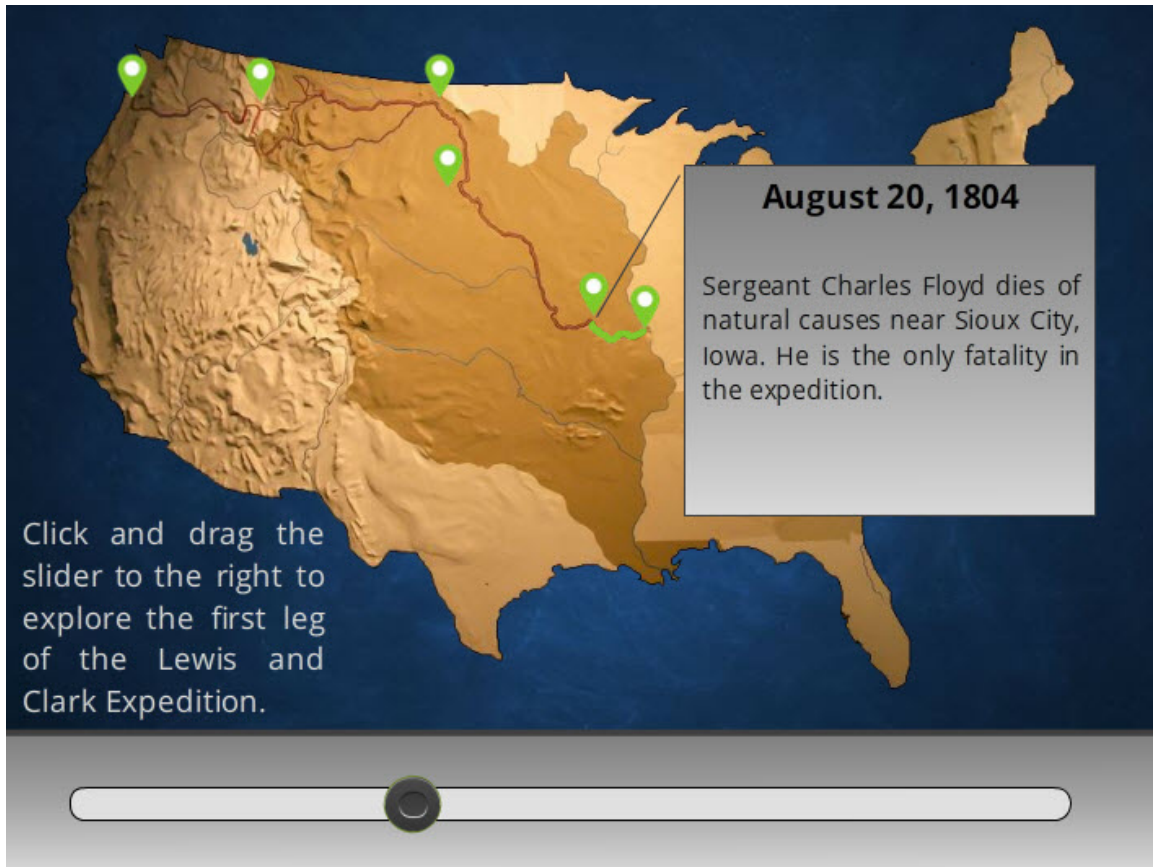 August 20, 1804
Sergeant Charles Floyd dies of
natural causes near Sioux City,
Iowa. He is the only fatality in
the expedition.
Click and drag the
slider to the right to
explore the first leg
of the Lewis and
Clark Expedition.